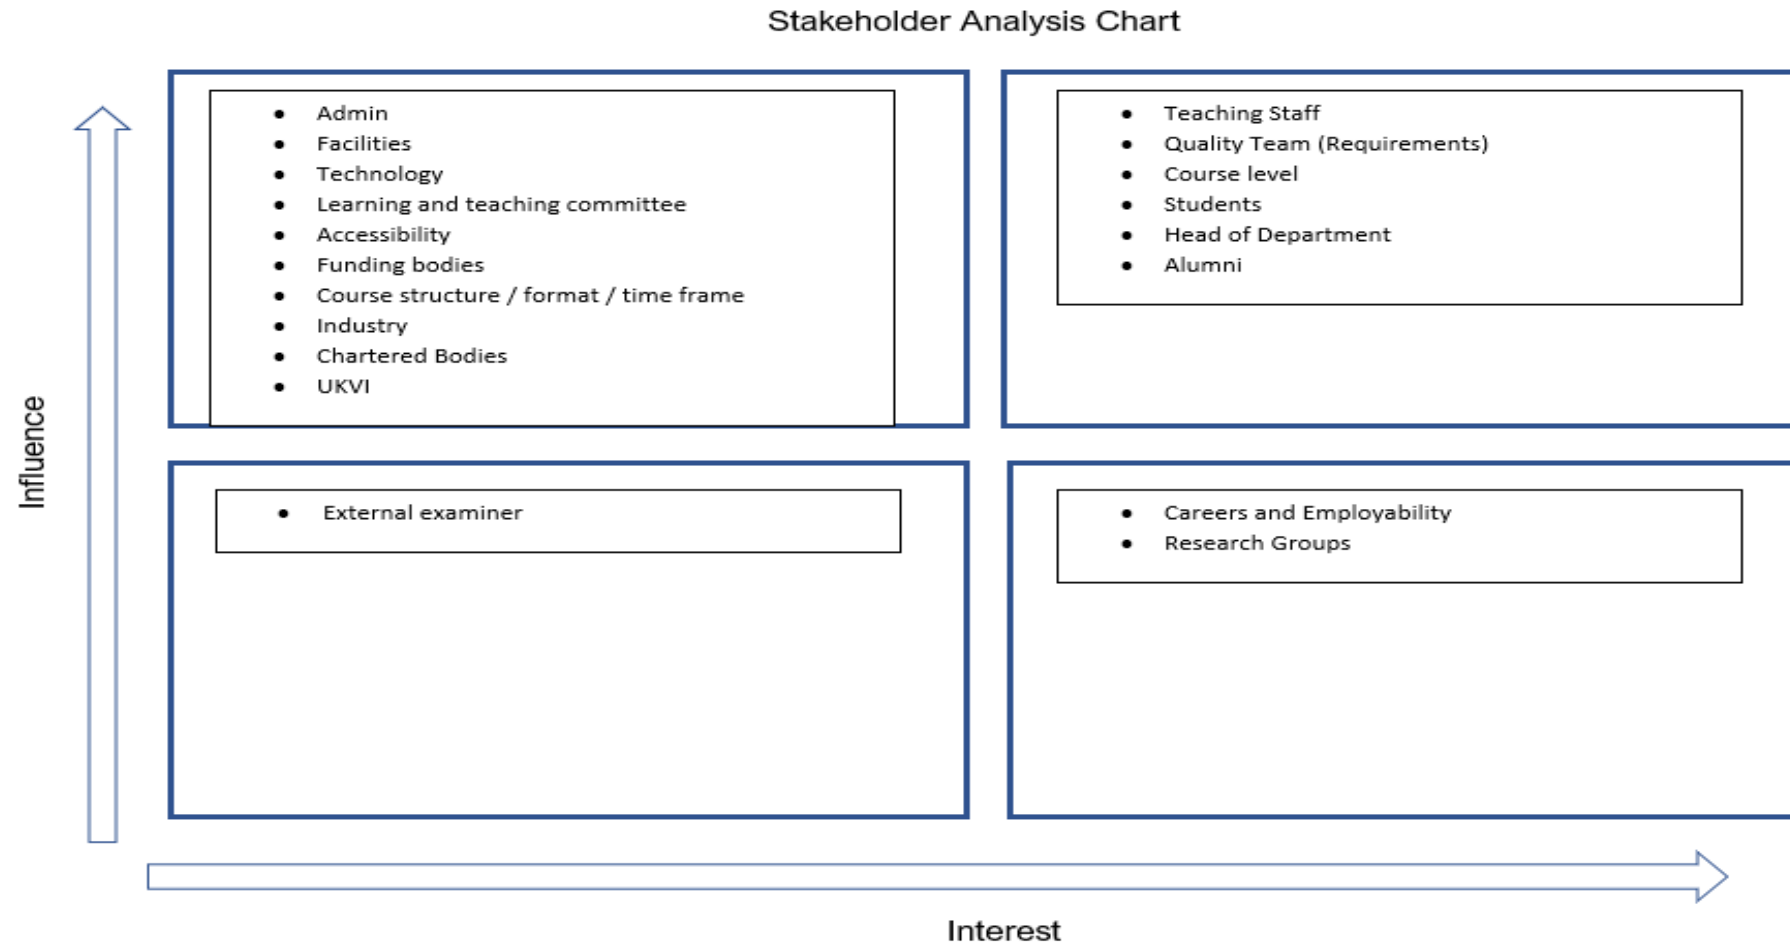 Stakeholder Analysis Chart
• Admin
• Facilities
• Technology
• Learning and teaching committee
• Accessibility
• Funding bodies
• Course structure / format / time frame
• Industry
• Chartered Bodies
• UKVI
• Teaching Staff
• Quality Team (Requirements)
• Course level
• Students
• Head of Department
• Alumni
Influence
• External examiner
• Careers and Employability
• Research Groups
Interest